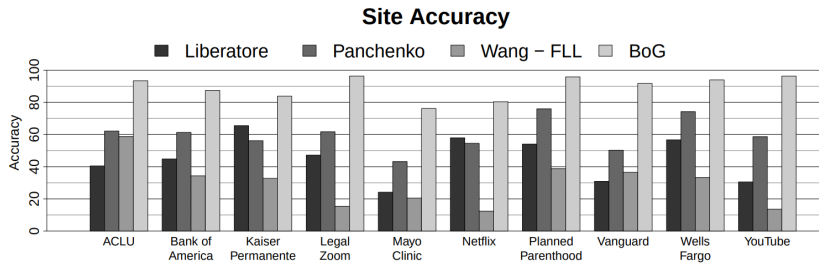 Site Accuracy
Liberatore Panchenko Wang − FLL BoG
Accuracy
100
80
60
40
20
0
ACLU Bank of America Kaiser Permanente Legal Zoom Mayo Clinic Netflix Planned Parenthood Vanguard Wells Fargo YouTube